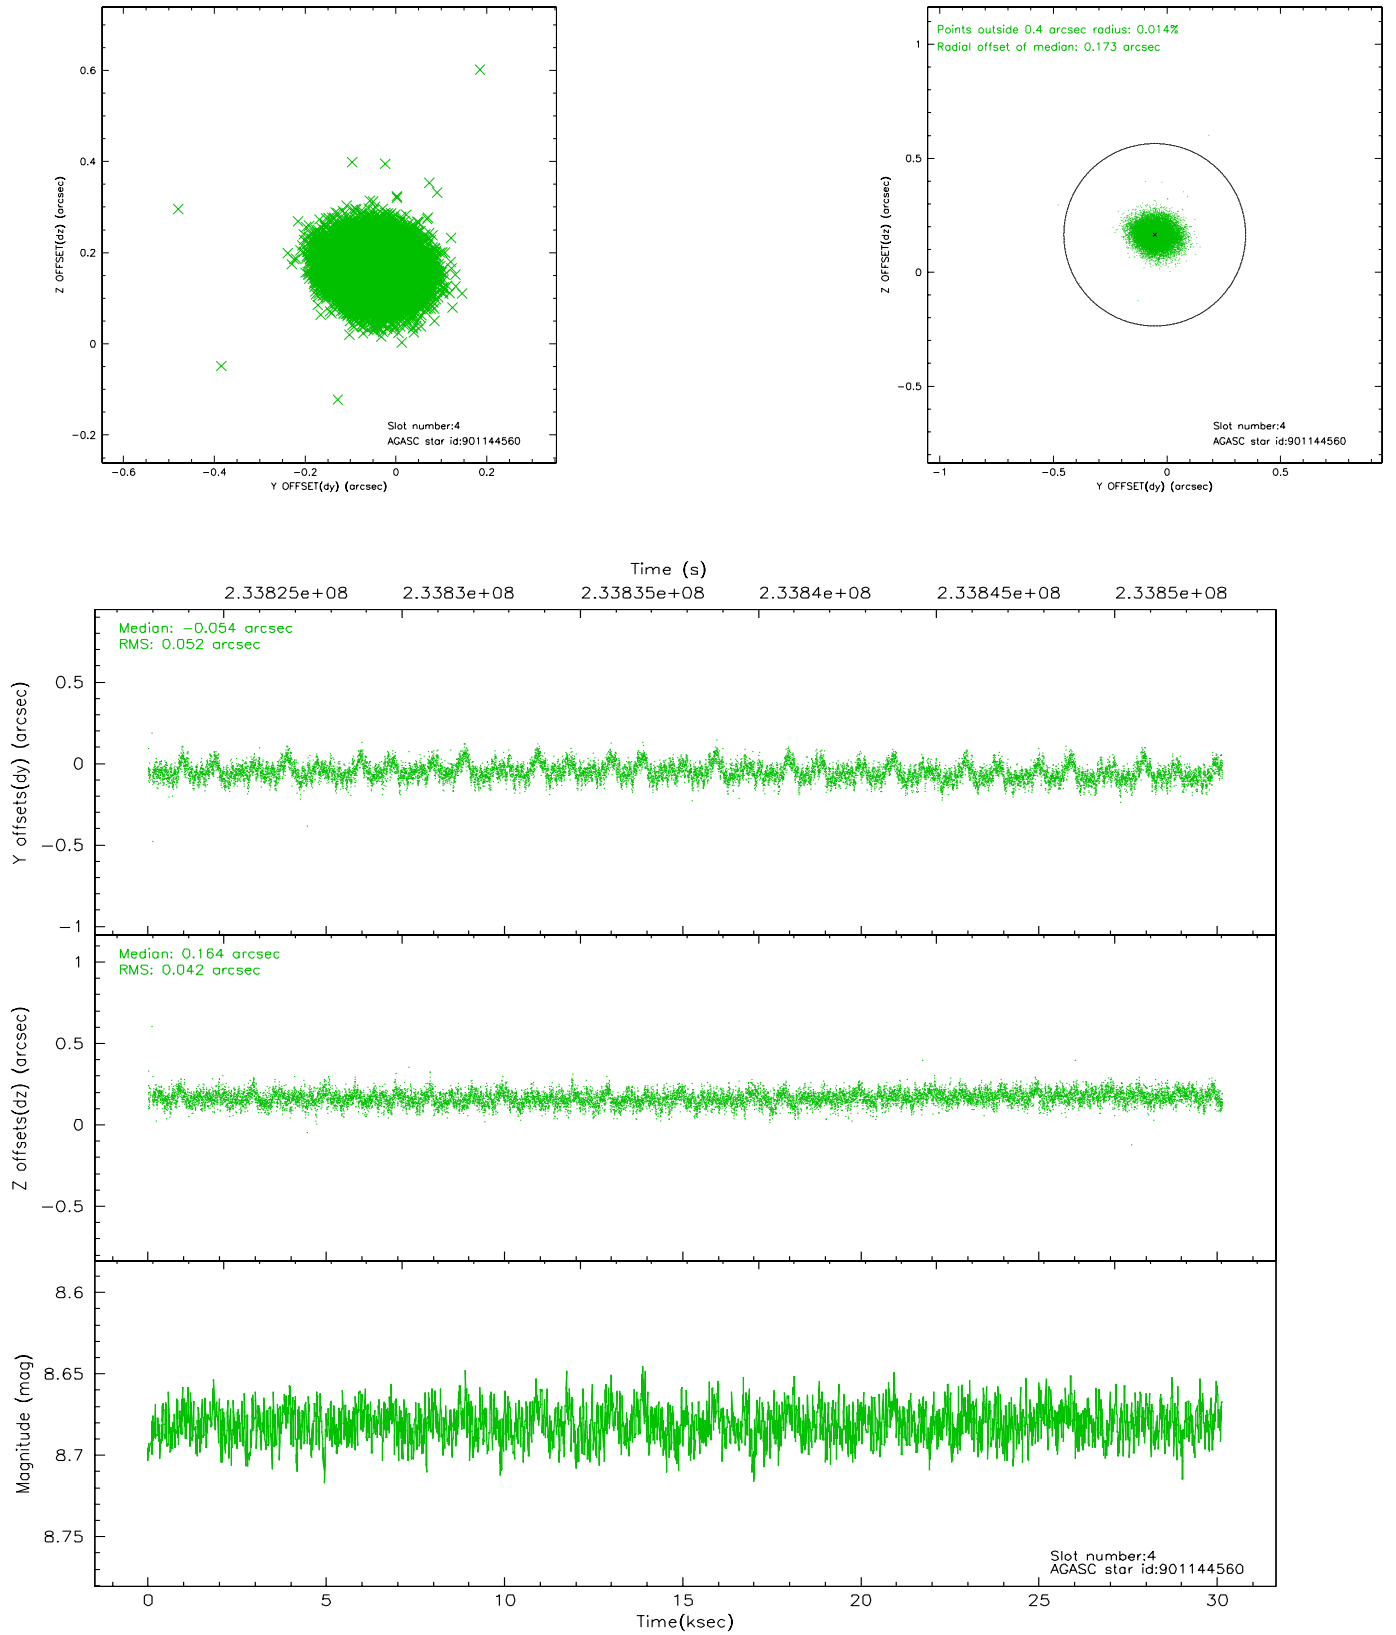 0.6
0.4
0.2
0
−0.2
Z OFFSET(dz) (arcsec)
−0.6
−0.4
−0.2
0
0.2
Y OFFSET(dy) (arcsec)
Slot number:4
AGASC star id:901144560
Points outside 0.4 arcsec radius: 0.014%
Radial offset of median: 0.173 arcsec
1
0.5
0
−0.5
Z OFFSET(dz) (arcsec)
−1
−0.5
0
0.5
Y OFFSET(dy) (arcsec)
Slot number:4
AGASC star id:901144560
Time (s)
2.33825e+08
2.3383e+08
2.33835e+08
2.3384e+08
2.33845e+08
2.3385e+08
Median: −0.054 arcsec
RMS: 0.052 arcsec
0.5
0
−0.5
−1
Y offsets(dy) (arcsec)
Median: 0.164 arcsec
RMS: 0.042 arcsec
1
0.5
0
−0.5
Z offsets(dz) (arcsec)
8.6
8.65
8.7
8.75
Magnitude (mag)
Slot number:4
AGASC star id:901144560
0
5
10
15
20
25
30
Time(ksec)